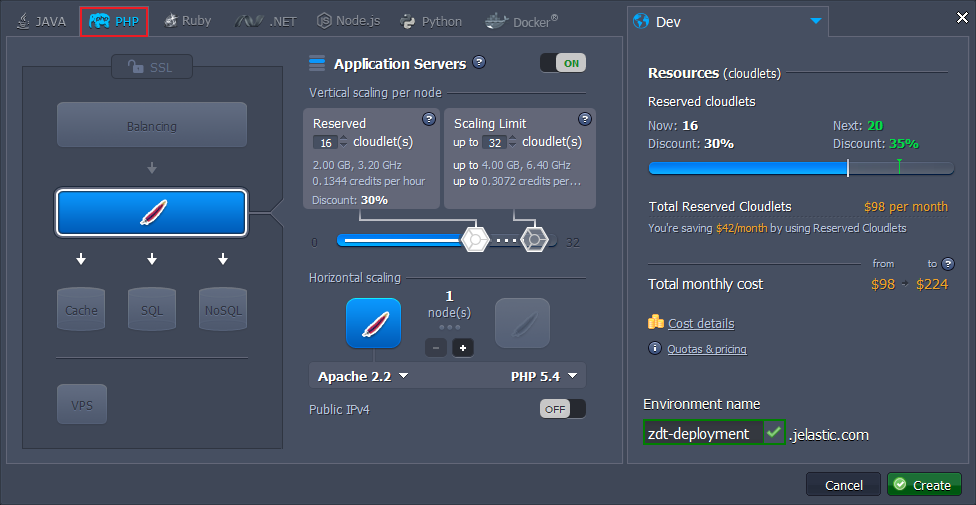 JAVA PHP Ruby .NET Node.js Python Docker®
SSL
Balancing
Cache SQL NoSQL
VPS
Application Servers ? ON
Vertical scaling per node
Reserved ?
16 cloudlet(s)
2.00 GB, 3.20 GHz
0.1344 credits per hour
Discount: 30%
Scaling Limit ?
up to 32 cloudlet(s)
up to 4.00 GB, 6.40 GHz
up to 0.3072 credits per...
0 32
Horizontal scaling
1
node(s)
- +
Apache 2.2 PHP 5.4
Public IPv4 OFF
Dev
Resources (cloudlets)
Reserved cloudlets
Now: 16 Next: 20
Discount: 30% Discount: 35%
Total Reserved Cloudlets $98 per month
You're saving $42/month by using Reserved Cloudlets
from to ?
Total monthly cost $98 $224
Cost details
Quotas & pricing
Environment name
zdt-deployment .jelastic.com
Cancel Create